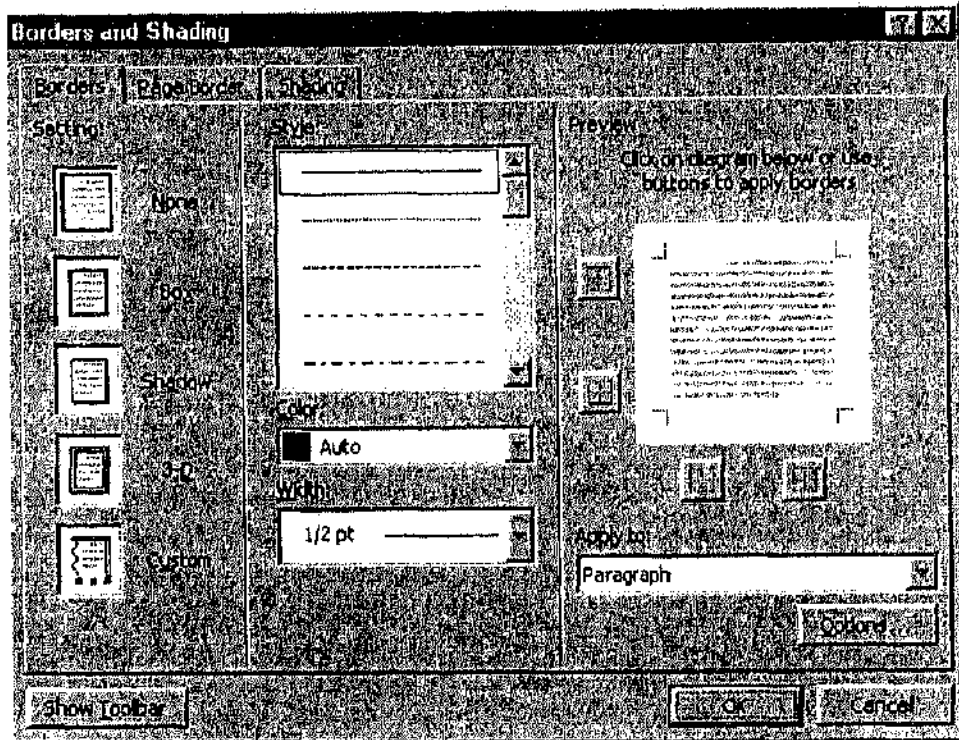 Borders and Shading
Borders
Page Border
Shading
Setting:
None
Box
Shadow
3-D
Custom
Style:
Color:
Auto
Width:
1/2 pt
Preview
Click on diagram below or use
buttons to apply borders
Apply to:
Paragraph
Options...
Show Toolbar
OK
Cancel